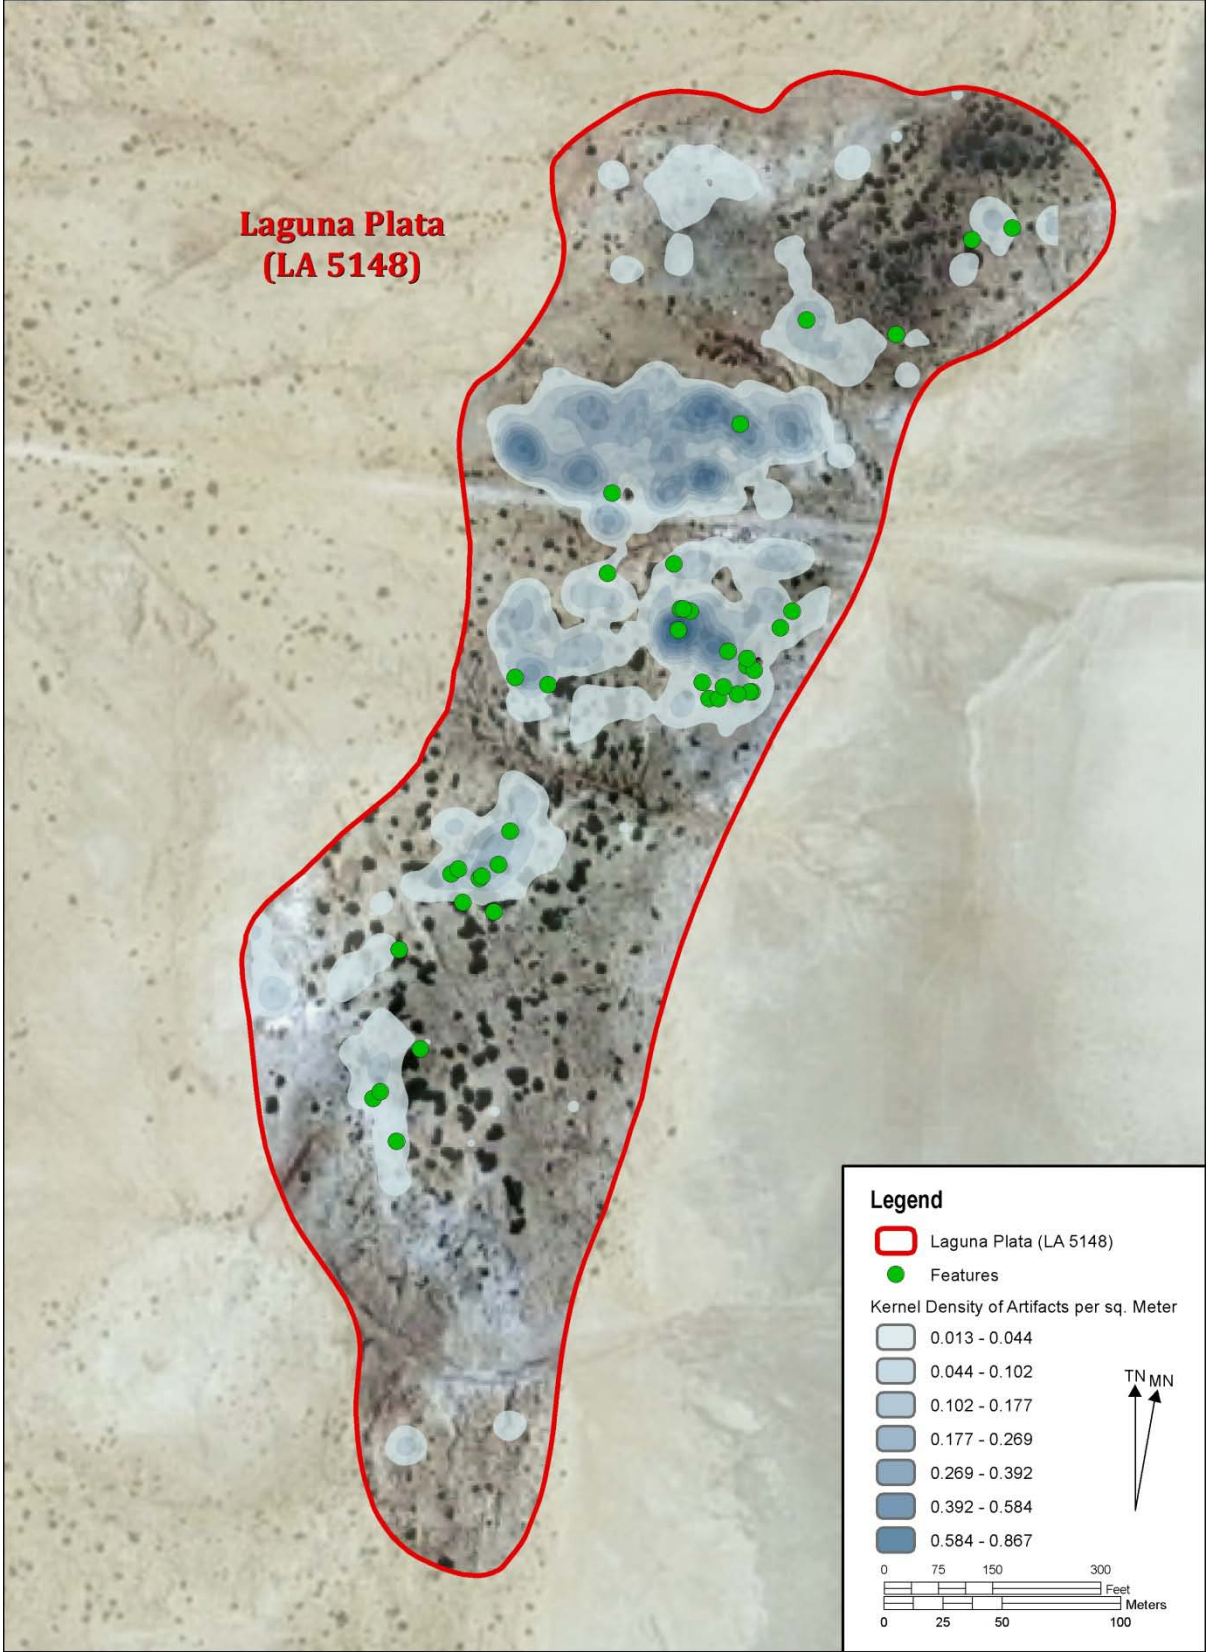 Laguna Plata
(LA 5148)
Legend
Laguna Plata (LA 5148)
Features
Kernel Density of Artifacts per sq. Meter
0.013 - 0.044
0.044 - 0.102
0.102 - 0.177
0.177 - 0.269
0.269 - 0.392
0.392 - 0.584
0.584 - 0.867
TN MN
0 75 150 300
Feet
Meters
0 25 50 100